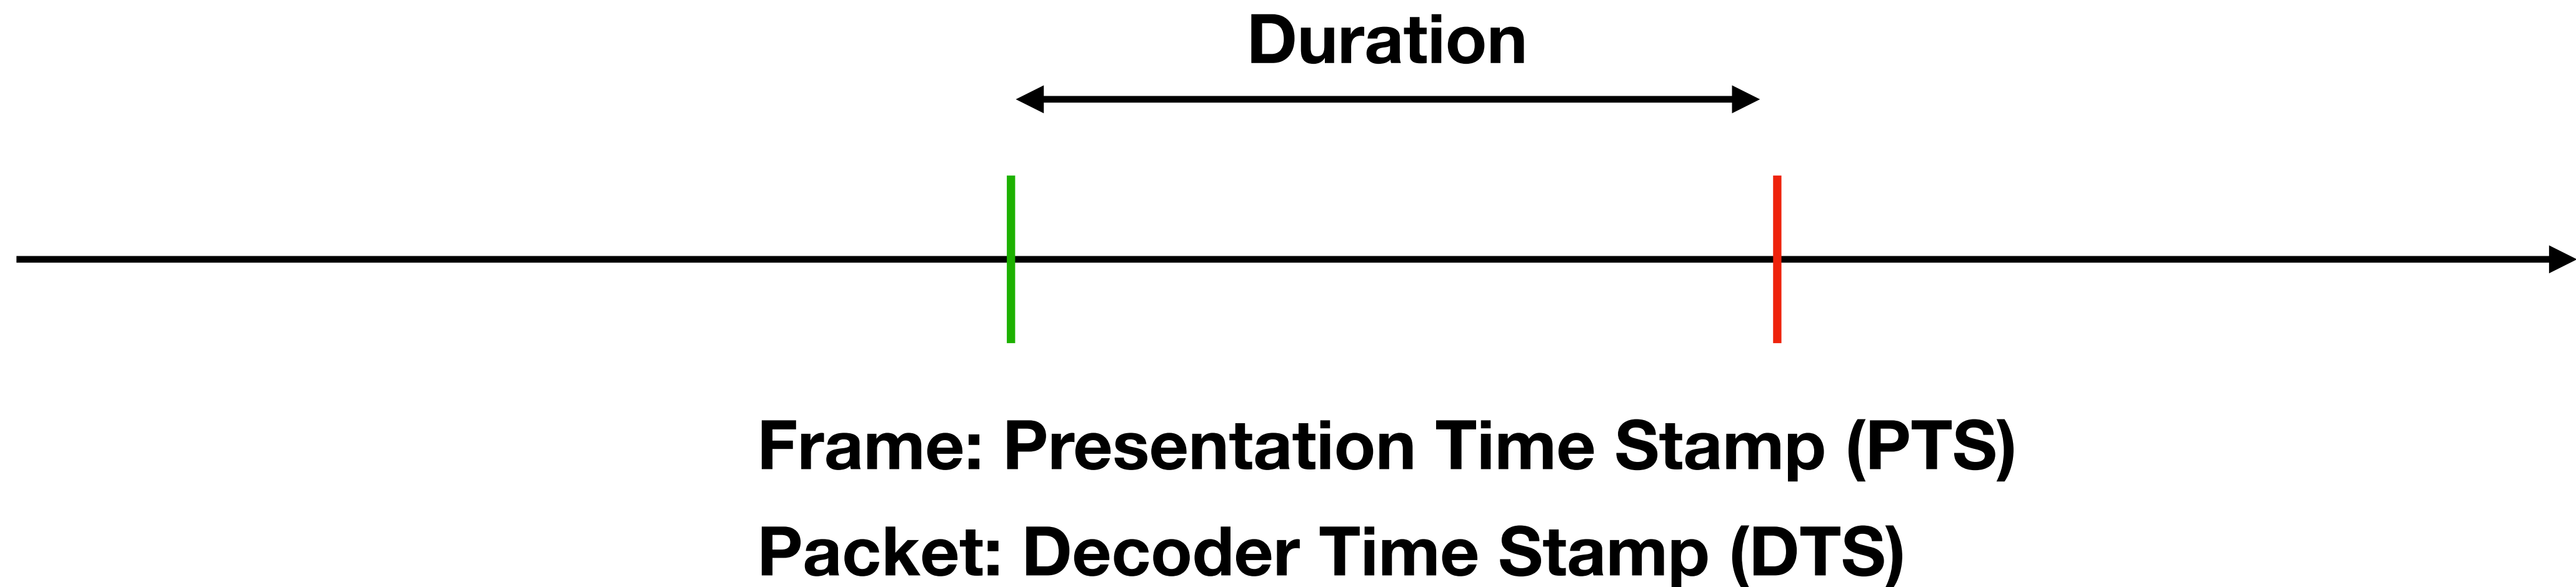 Duration
Frame: Presentation Time Stamp (PTS)
Packet: Decoder Time Stamp (DTS)